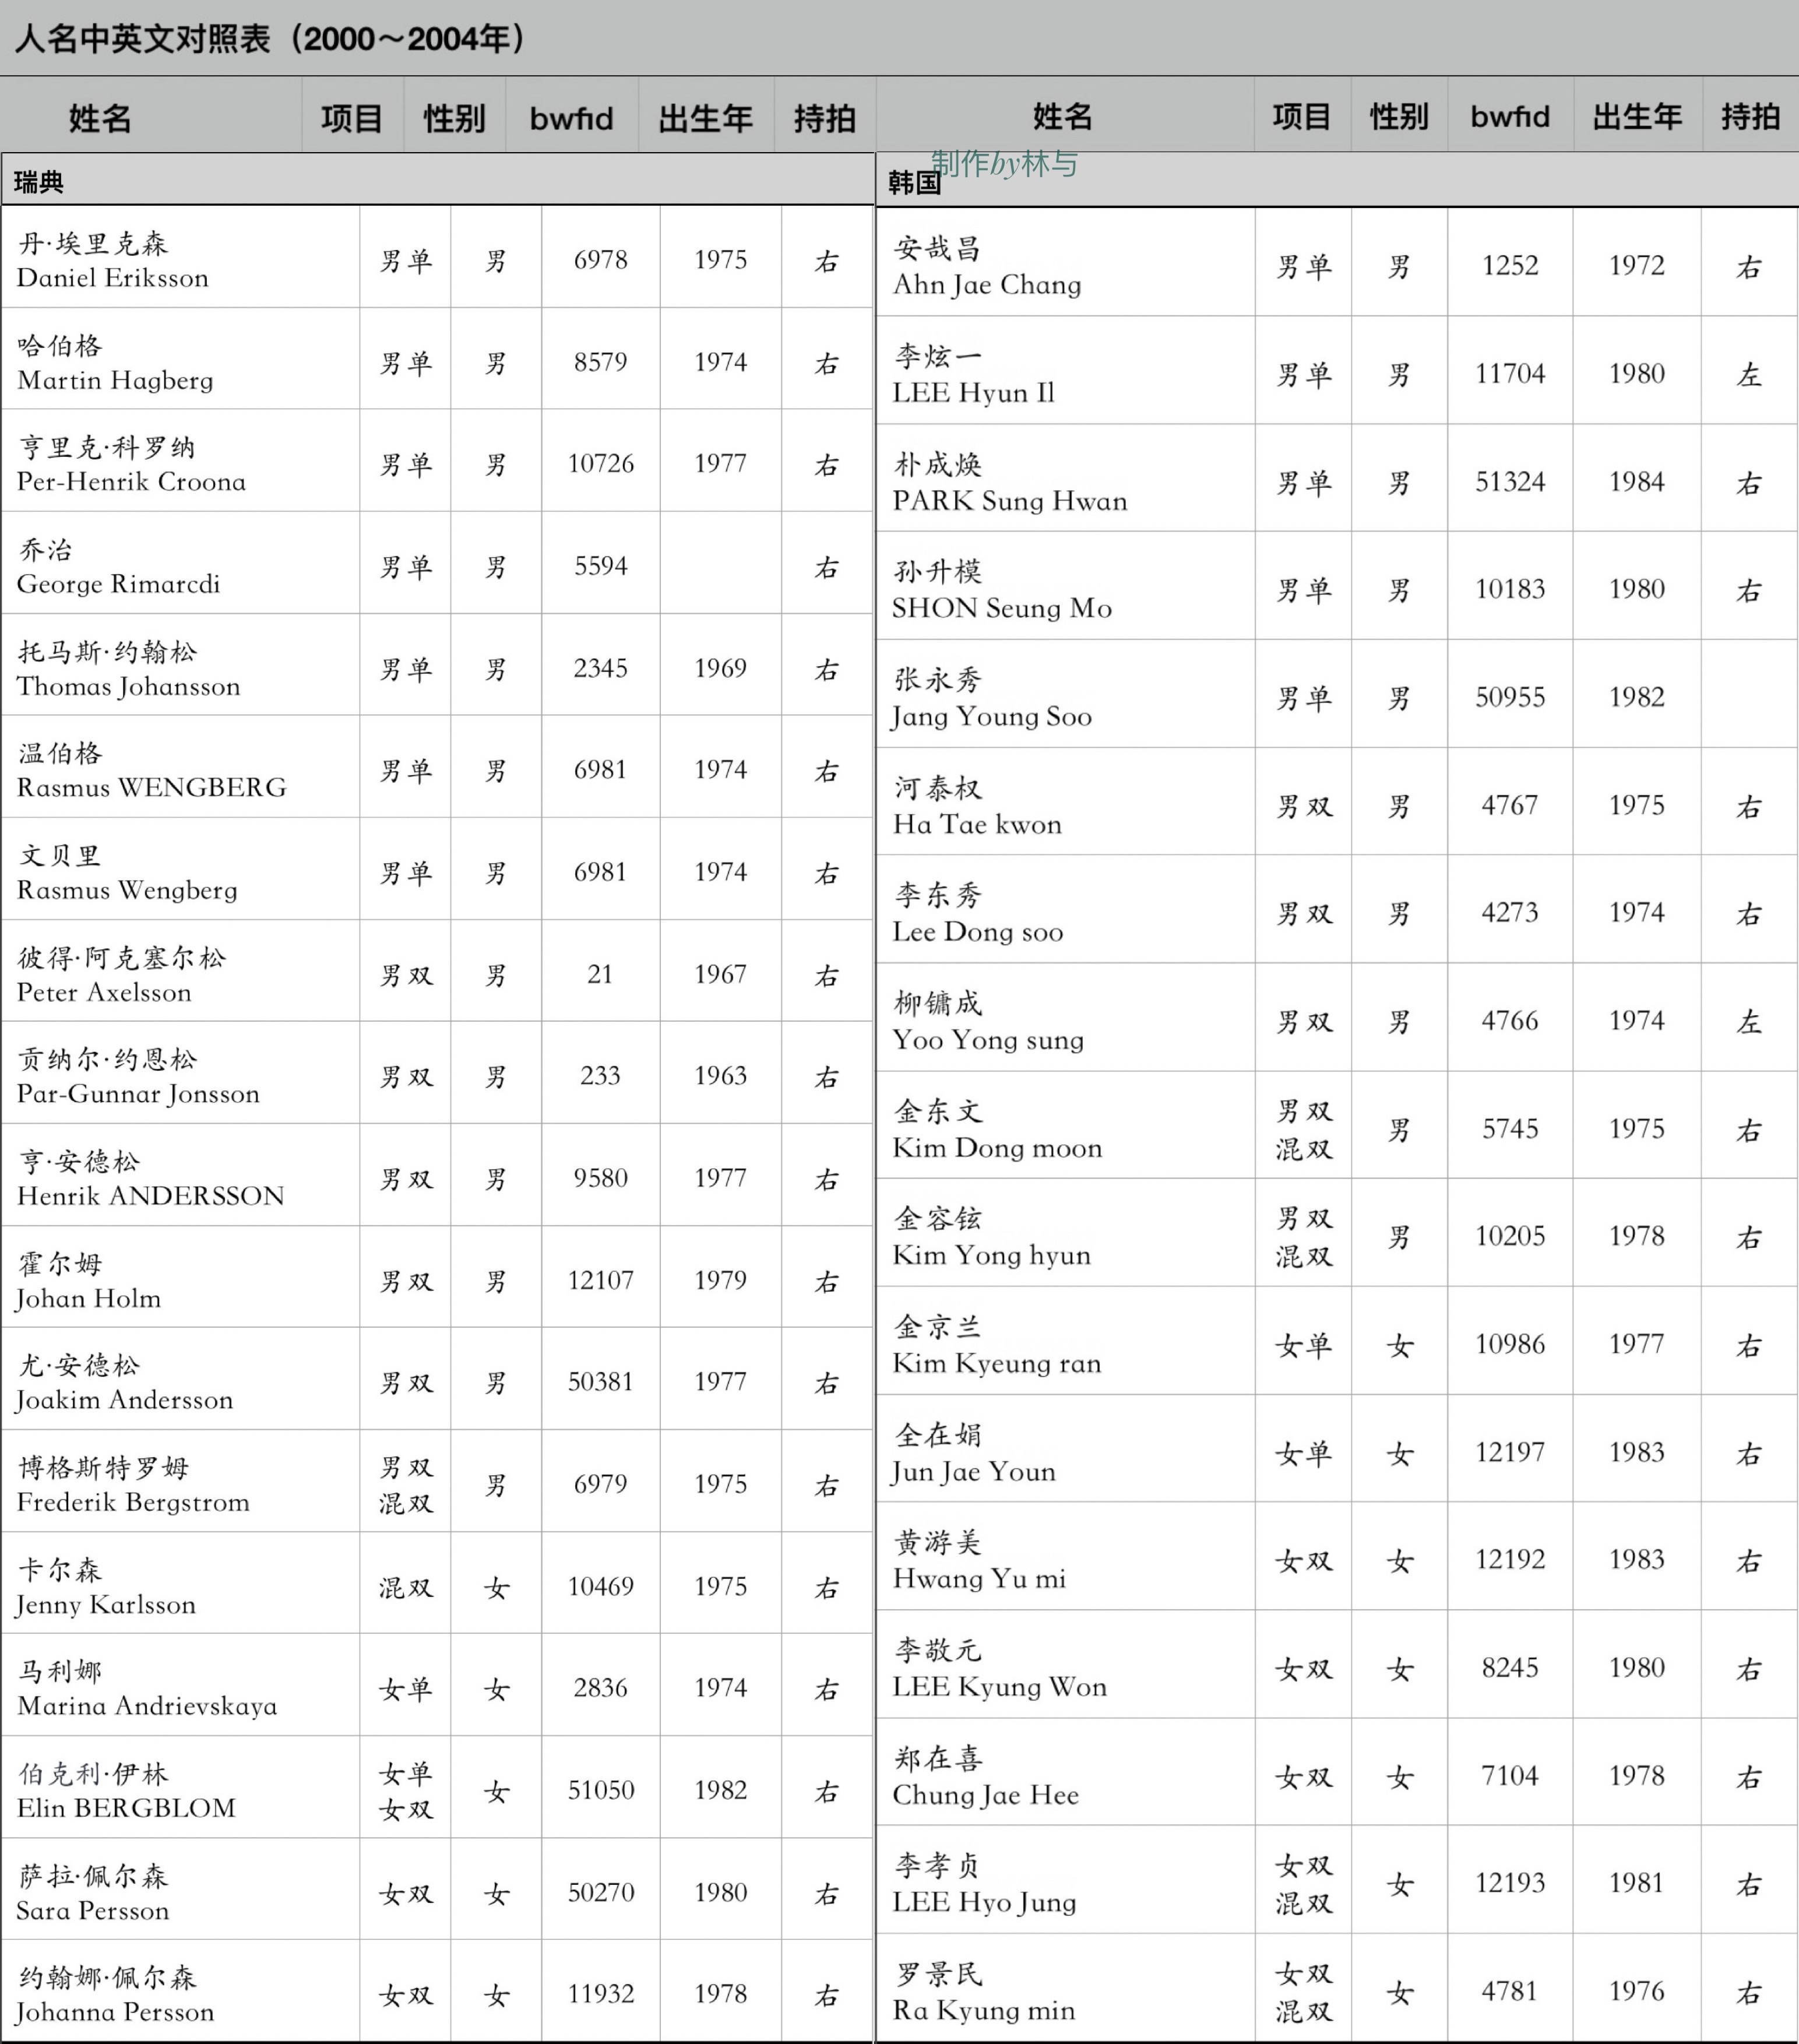 人名中英文对照表（2000～2004年）
姓名 项目 性别 bwfid 出生年 持拍
瑞典
丹·埃里克森
Daniel Eriksson 男单 男 6978 1975 右
哈伯格
Martin Hagberg 男单 男 8579 1974 右
亨里克·科罗纳
Per-Henrik Croona 男单 男 10726 1977 右
乔治
George Rimarcdi 男单 男 5594 右
托马斯·约翰松
Thomas Johansson 男单 男 2345 1969 右
温伯格
Rasmus WENGBERG 男单 男 6981 1974 右
文贝里
Rasmus Wengberg 男单 男 6981 1974 右
彼得·阿克塞尔松
Peter Axelsson 男双 男 21 1967 右
贡纳尔·约恩松
Par-Gunnar Jonsson 男双 男 233 1963 右
亨·安德松
Henrik ANDERSSON 男双 男 9580 1977 右
霍尔姆
Johan Holm 男双 男 12107 1979 右
尤·安德松
Joakim Andersson 男双 男 50381 1977 右
博格斯特罗姆 男双
Frederik Bergstrom 混双 男 6979 1975 右
卡尔森
Jenny Karlsson 混双 女 10469 1975 右
马利娜
Marina Andrievskaya 女单 女 2836 1974 右
伯克利·伊林 女单
Elin BERGBLOM 女双 女 51050 1982 右
萨拉·佩尔森
Sara Persson 女双 女 50270 1980 右
约翰娜·佩尔森
Johanna Persson 女双 女 11932 1978 右
姓名 项目 性别 bwfid 出生年 持拍
制作by林与
韩国
安哉昌
Ahn Jae Chang 男单 男 1252 1972 右
李炫一
LEE Hyun Il 男单 男 11704 1980 左
朴成焕
PARK Sung Hwan 男单 男 51324 1984 右
孙升模
SHON Seung Mo 男单 男 10183 1980 右
张永秀
Jang Young Soo 男单 男 50955 1982
河泰权
Ha Tae kwon 男双 男 4767 1975 右
李东秀
Lee Dong soo 男双 男 4273 1974 右
柳镛成
Yoo Yong sung 男双 男 4766 1974 左
金东文 男双
Kim Dong moon 混双 男 5745 1975 右
金容铉 男双
Kim Yong hyun 混双 男 10205 1978 右
金京兰
Kim Kyeung ran 女单 女 10986 1977 右
全在娟
Jun Jae Youn 女单 女 12197 1983 右
黄游美
Hwang Yu mi 女双 女 12192 1983 右
李敬元
LEE Kyung Won 女双 女 8245 1980 右
郑在喜
Chung Jae Hee 女双 女 7104 1978 右
李孝贞 女双
LEE Hyo Jung 混双 女 12193 1981 右
罗景民 女双
Ra Kyung min 混双 女 4781 1976 右